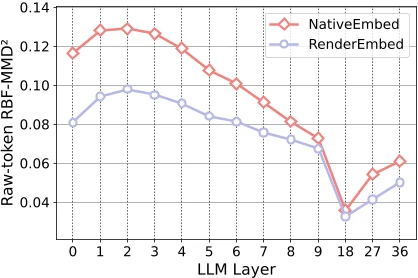 Raw-token RBF-MMD²
0.14
0.12
0.10
0.08
0.06
0.04
NativeEmbed
RenderEmbed
0 1 2 3 4 5 6 7 8 9 18 27 36
LLM Layer